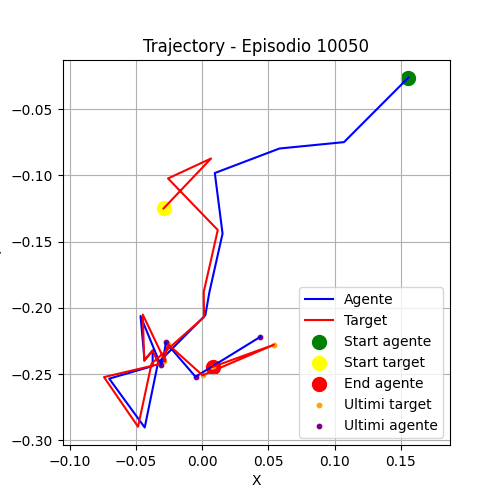 Trajectory - Episodio 10050
−0.05
−0.10
−0.15
−0.20
−0.25
−0.30
Agente
Target
Start agente
Start target
End agente
Ultimi target
Ultimi agente
−0.10
−0.05
0.00
0.05
0.10
0.15
X